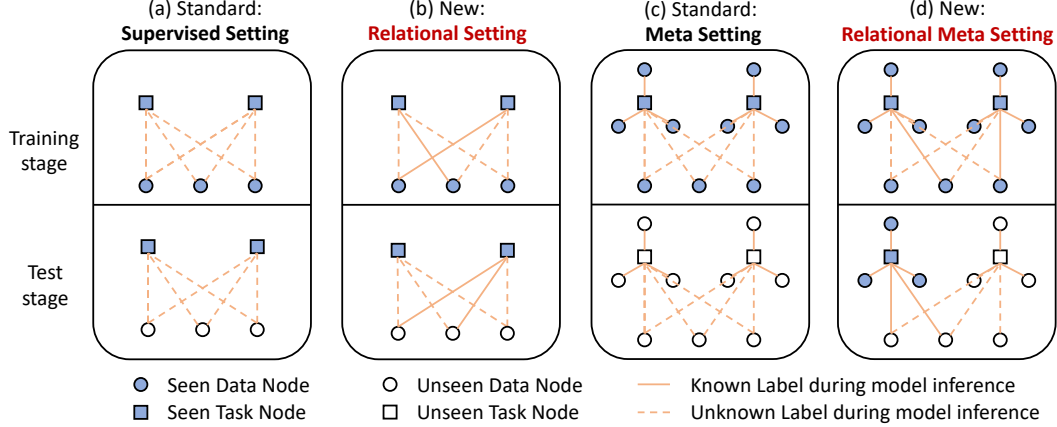 (a) Standard:
Supervised Setting
(b) New:
Relational Setting
(c) Standard:
Meta Setting
(d) New:
Relational Meta Setting
Training
stage
Test
stage
Seen Data Node
Unseen Data Node
Known Label during model inference
Seen Task Node
Unseen Task Node
Unknown Label during model inference